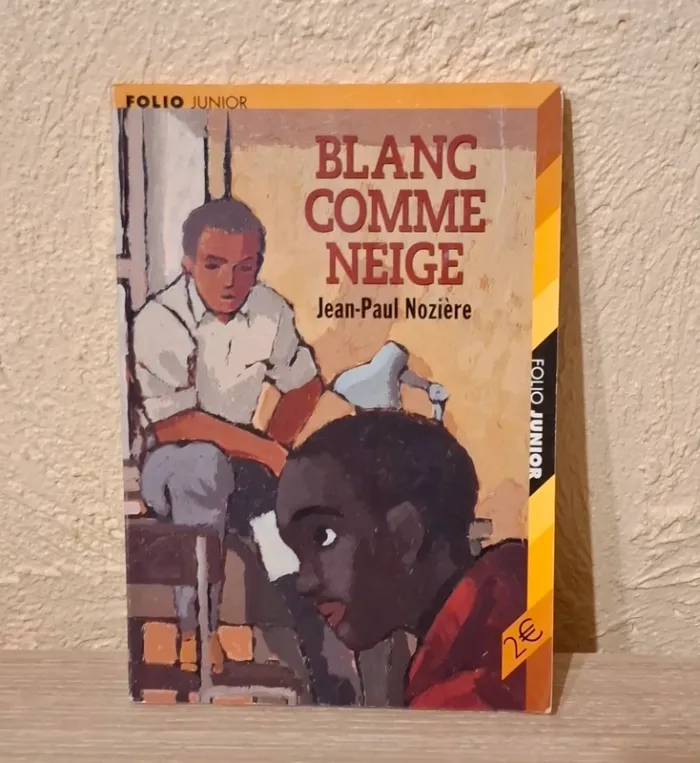 FOLIO JUNIOR
BLANC
COMME
NEIGE
Jean-Paul Nozière
FOLIO JUNIOR
2€